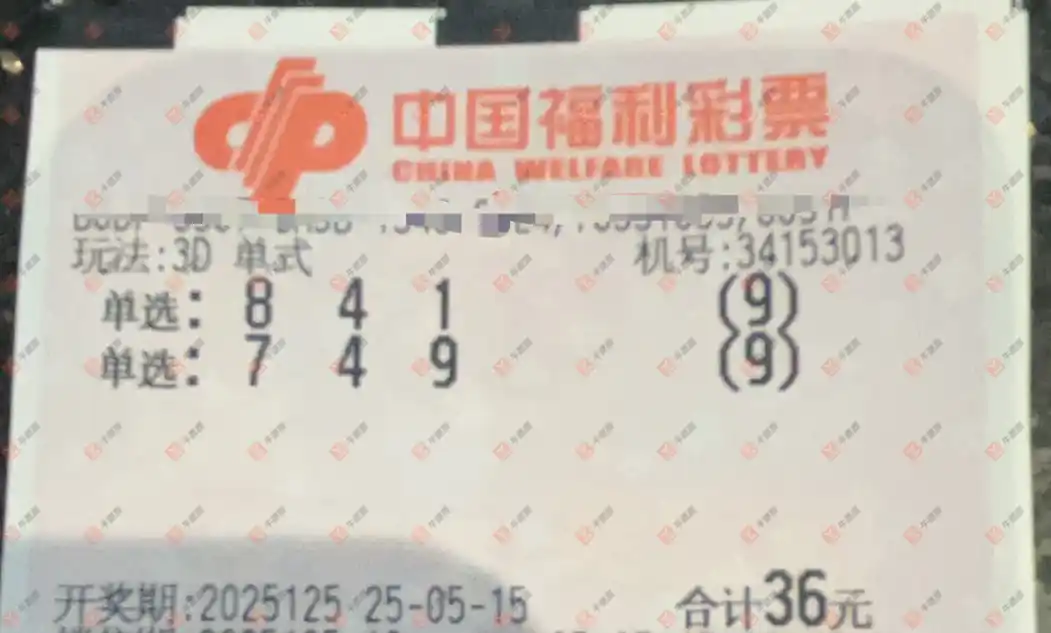 中国福利彩票
CHINA WELFARE LOTTERY
玩法:3D 单式 机号:34153013
单选: 8 4 1 (9)
单选: 7 4 9 (9)
开奖期:2025125 25-05-15 合计36元